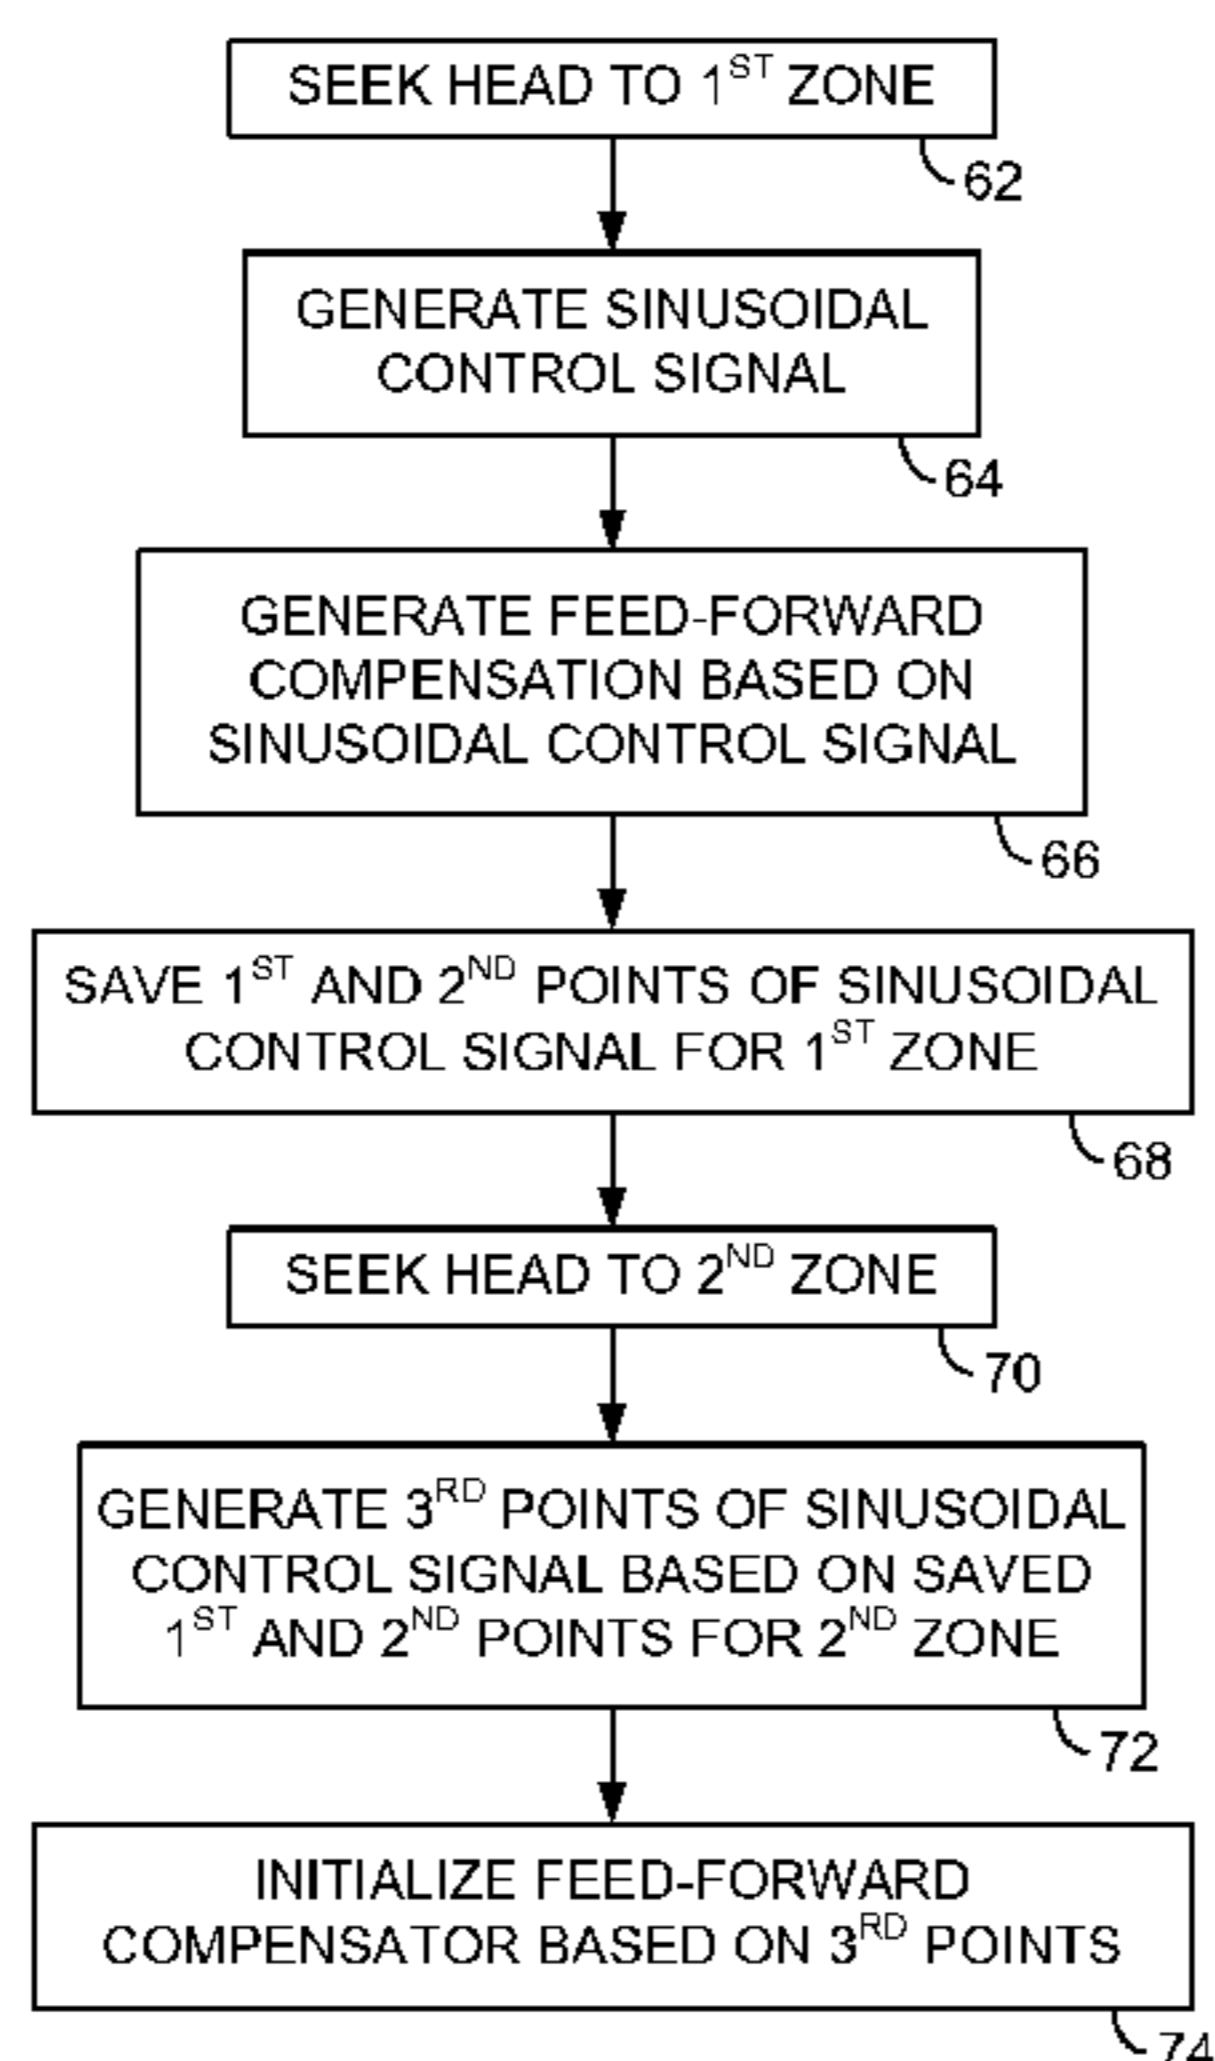 SEEK HEAD TO 1ST ZONE
62
GENERATE SINUSOIDAL
CONTROL SIGNAL
64
GENERATE FEED-FORWARD
COMPENSATION BASED ON
SINUSOIDAL CONTROL SIGNAL
66
SAVE 1ST AND 2ND POINTS OF SINUSOIDAL
CONTROL SIGNAL FOR 1ST ZONE
68
SEEK HEAD TO 2ND ZONE
70
GENERATE 3RD POINTS OF SINUSOIDAL
CONTROL SIGNAL BASED ON SAVED
1ST AND 2ND POINTS FOR 2ND ZONE
72
INITIALIZE FEED-FORWARD
COMPENSATOR BASED ON 3RD POINTS
74